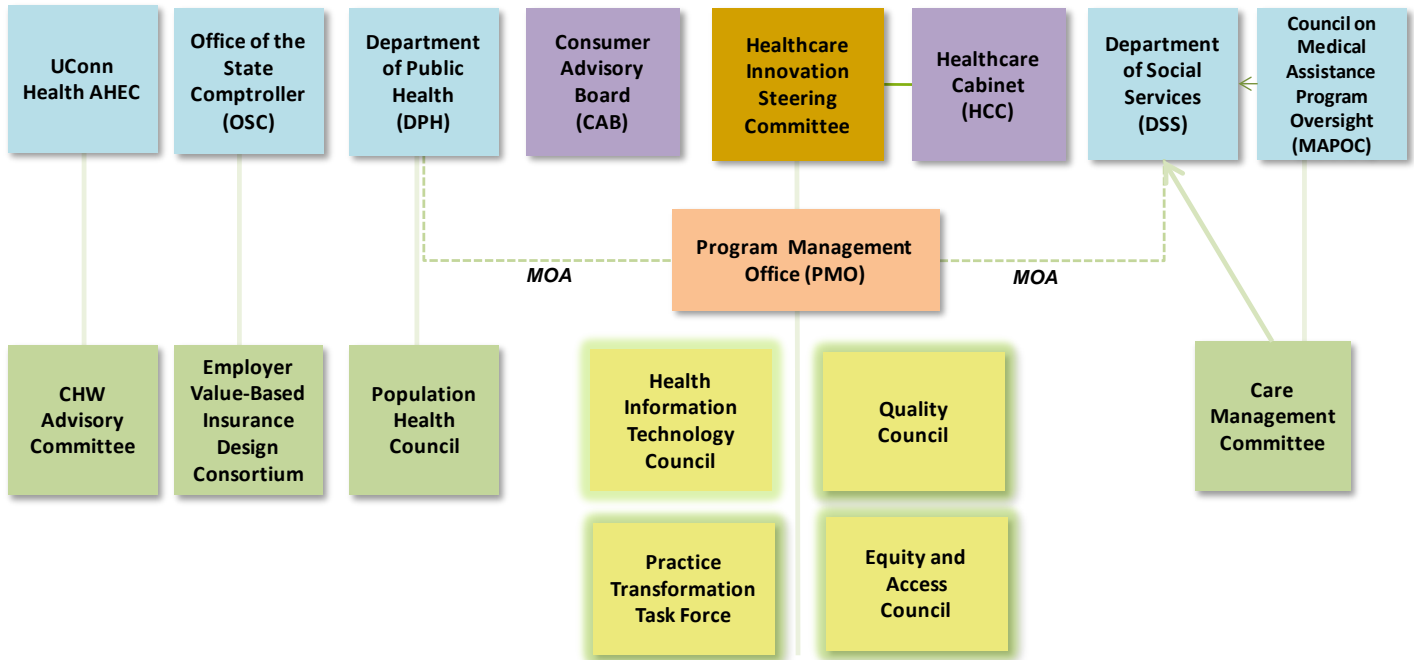 UConn
Health AHEC
Office of the
State
Comptroller
(OSC)
Department
of Public
Health
(DPH)
Consumer
Advisory
Board
(CAB)
Healthcare
Innovation
Steering
Committee
Healthcare
Cabinet
(HCC)
Department
of Social
Services
(DSS)
Council on
Medical
Assistance
Program
Oversight
(MAPOC)
Program Management
Office (PMO)
MOA
MOA
CHW
Advisory
Committee
Employer
Value-Based
Insurance
Design
Consortium
Population
Health
Council
Health
Information
Technology
Council
Quality
Council
Care
Management
Committee
Practice
Transformation
Task Force
Equity and
Access
Council